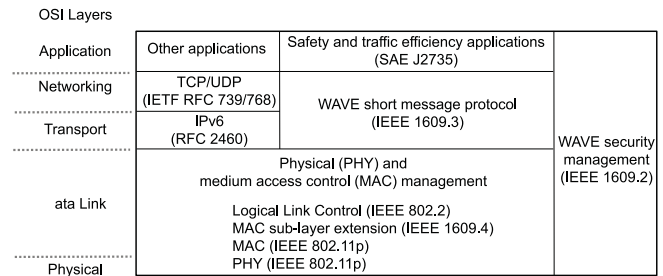 OSI Layers
Application
Other applications
Safety and traffic efficiency applications
(SAE J2735)
Networking
TCP/UDP
(IETF RFC 739/768)
WAVE short message protocol
(IEEE 1609.3)
Transport
IPv6
(RFC 2460)
WAVE security
management
(IEEE 1609.2)
Physical (PHY) and
medium access control (MAC) management
ata Link
Logical Link Control (IEEE 802.2)
MAC sub-layer extension (IEEE 1609.4)
MAC (IEEE 802.11p)
PHY (IEEE 802.11p)
Physical